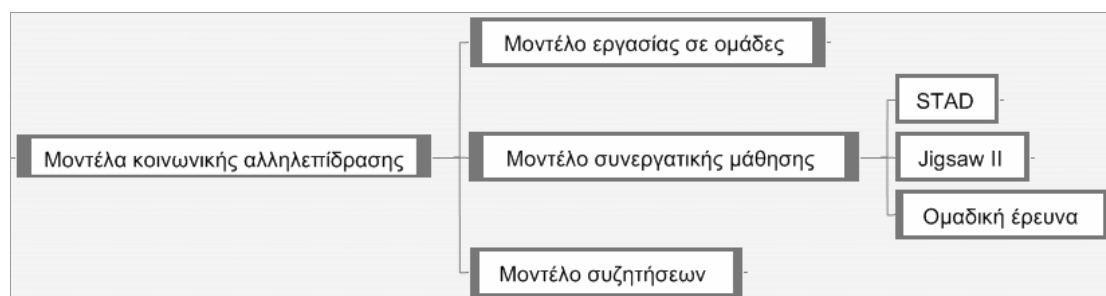 Μοντέλα κοινωνικής αλληλεπίδρασης
Μοντέλο εργασίας σε ομάδες
Μοντέλο συνεργατικής μάθησης
STAD
Jigsaw II
Ομαδική έρευνα
Μοντέλο συζητήσεων